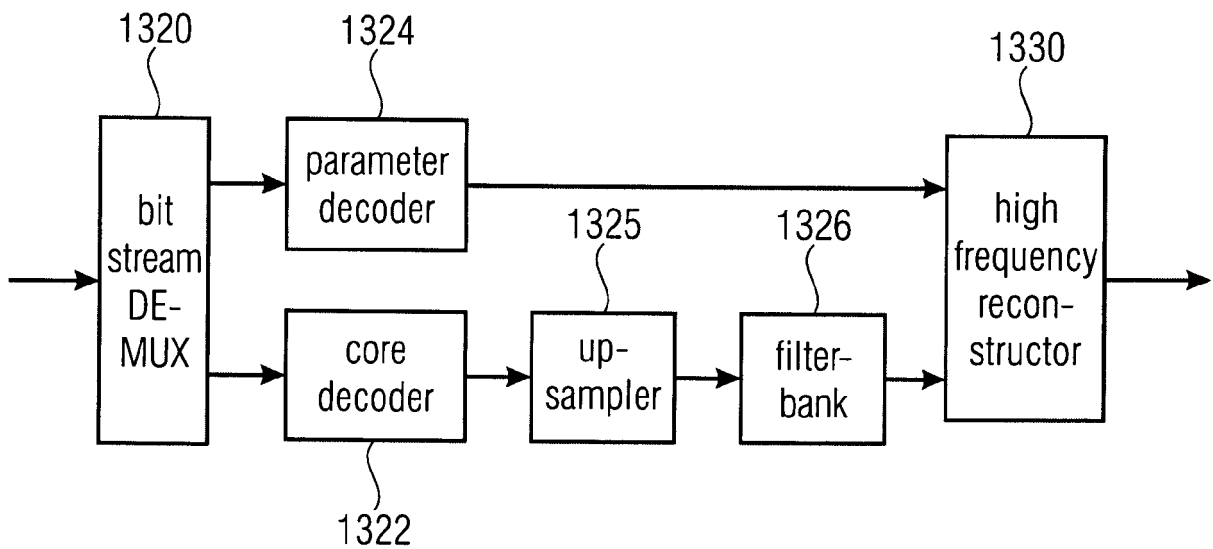 1320
1324
1330
bit
stream
DE-
MUX
parameter
decoder
1325
1326
high
frequency
recon-
structor
core
decoder
up-
sampler
filter-
bank
1322